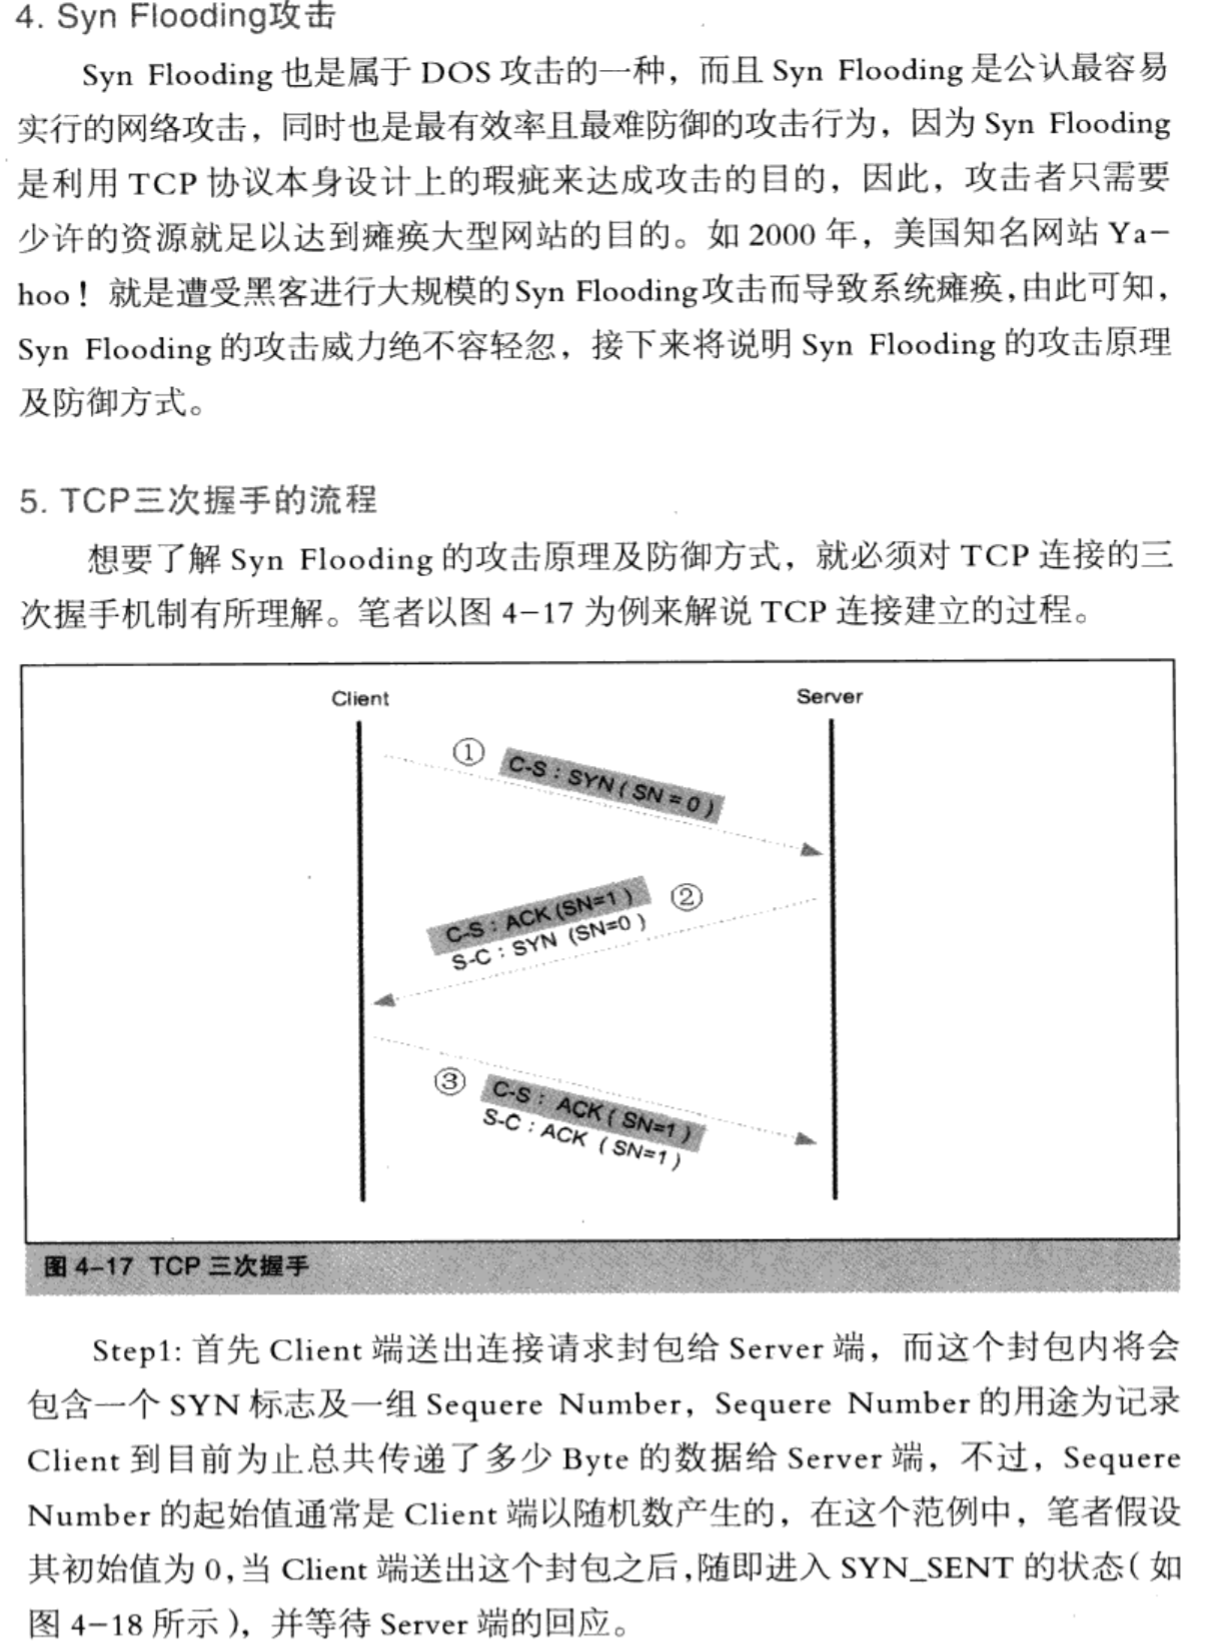 4. Syn Flooding攻击
Syn Flooding 也是属于 DOS 攻击的一种，而且 Syn Flooding 是公认最容易
实行的网络攻击，同时也是最有效率且最难防御的攻击行为，因为 Syn Flooding
是利用 TCP 协议本身设计上的瑕疵来达成攻击的目的，因此，攻击者只需要
少许的资源就足以达到瘫痪大型网站的目的。如 2000 年，美国知名网站 Ya-
hoo！就是遭受黑客进行大规模的Syn Flooding攻击而导致系统瘫痪，由此可知，
Syn Flooding 的攻击威力绝不容轻忽，接下来将说明 Syn Flooding 的攻击原理
及防御方式。
5. TCP三次握手的流程
想要了解 Syn Flooding 的攻击原理及防御方式，就必须对 TCP 连接的三
次握手机制有所理解。笔者以图 4-17 为例来解说 TCP 连接建立的过程。
Client
Server
① C-S：SYN ( SN = 0 )
C-S：ACK (SN=1 ) ②
S-C：SYN (SN=0 )
③ C-S：ACK ( SN=1 )
S-C：ACK ( SN=1 )
图 4-17 TCP 三次握手
Step1: 首先 Client 端送出连接请求封包给 Server 端，而这个封包内将会
包含一个 SYN 标志及一组 Sequere Number，Sequere Number 的用途为记录
Client 到目前为止总共传递了多少 Byte 的数据给 Server 端，不过，Sequere
Number 的起始值通常是 Client 端以随机数产生的，在这个范例中，笔者假设
其初始值为 0，当 Client 端送出这个封包之后，随即进入 SYN_SENT 的状态（如
图 4-18 所示），并等待 Server 端的回应。